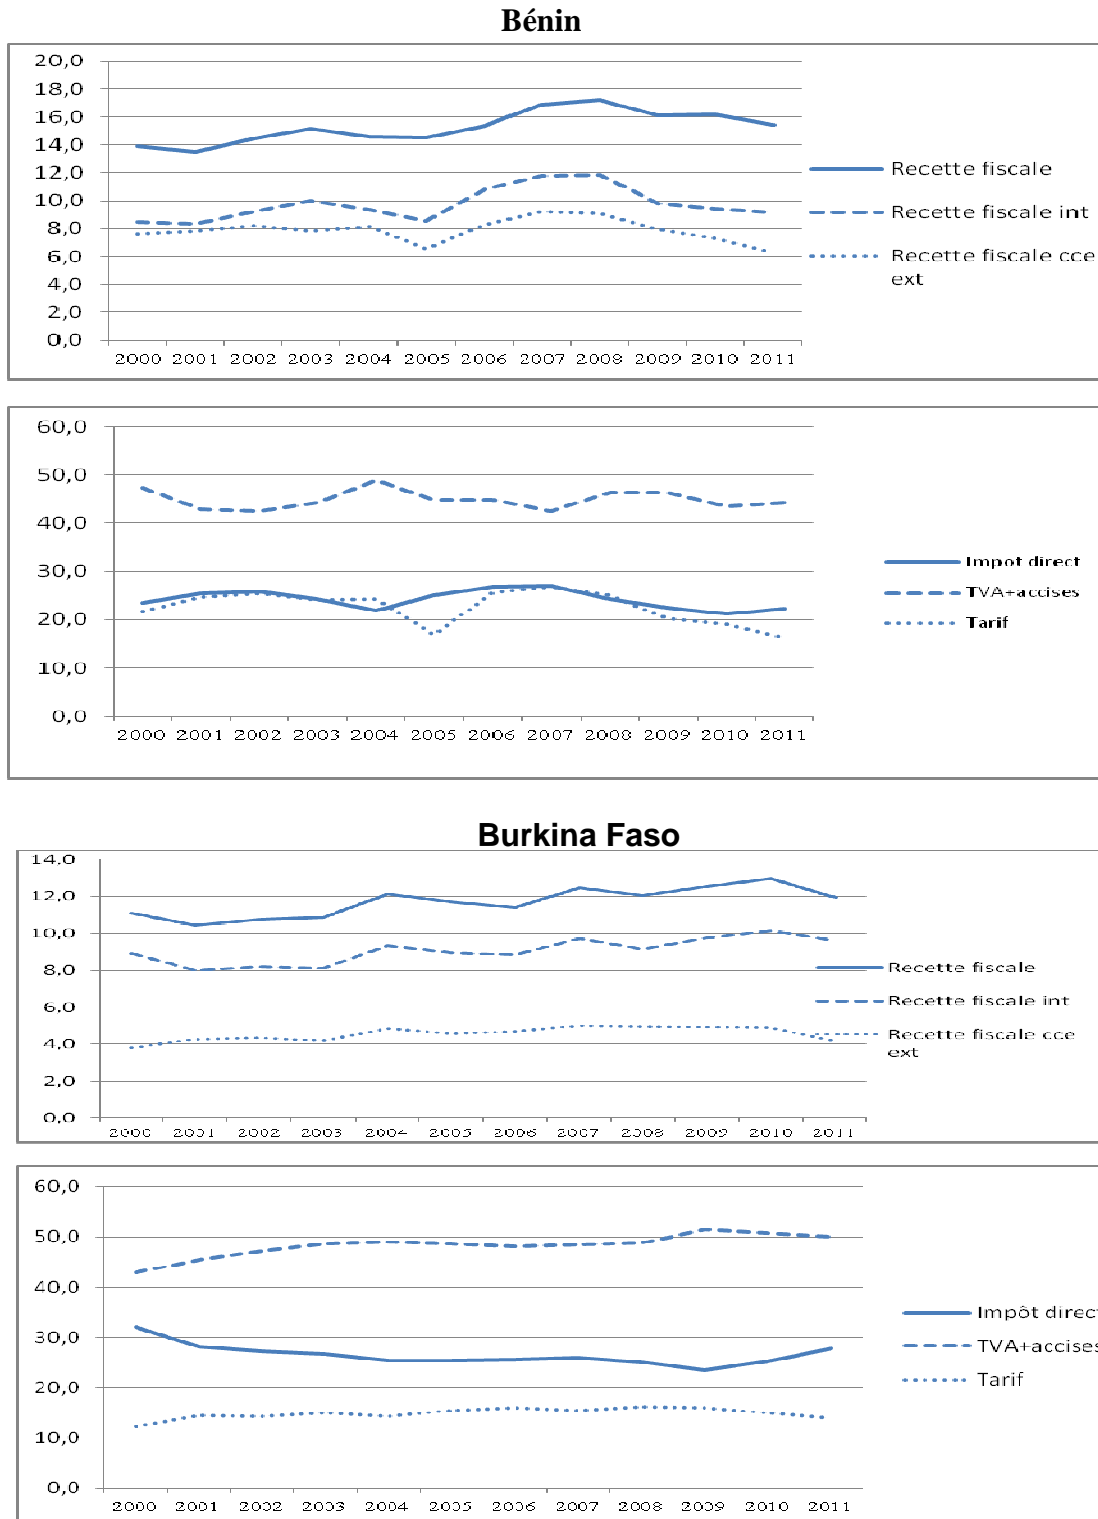 Bénin
20,0
18,0
16,0
14,0
12,0
10,0
8,0
6,0
4,0
2,0
0,0
2000 2001 2002 2003 2004 2005 2006 2007 2008 2009 2010 2011
Recette fiscale
Recette fiscale int
Recette fiscale cce
ext
60,0
50,0
40,0
30,0
20,0
10,0
0,0
2000 2001 2002 2003 2004 2005 2006 2007 2008 2009 2010 2011
Impot direct
TVA+accises
Tarif
Burkina Faso
14,0
12,0
10,0
8,0
6,0
4,0
2,0
0,0
2000 2001 2002 2003 2004 2005 2006 2007 2008 2009 2010 2011
Recette fiscale
Recette fiscale int
Recette fiscale cce
ext
60,0
50,0
40,0
30,0
20,0
10,0
0,0
2000 2001 2002 2003 2004 2005 2006 2007 2008 2009 2010 2011
Impôt direct
TVA+accises
Tarif